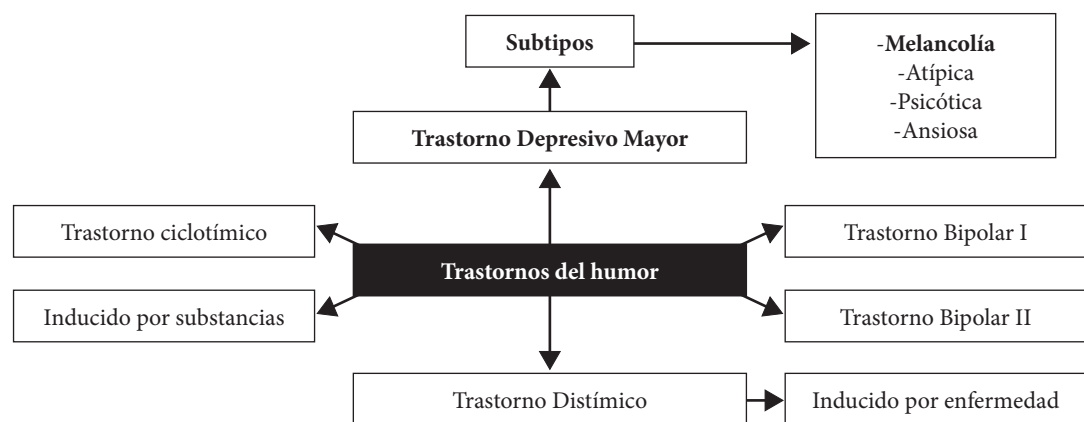 Subtipos
-Melancolía
-Atípica
-Psicótica
-Ansiosa
Trastorno Depresivo Mayor
Trastorno ciclotímico
Trastorno Bipolar I
Trastornos del humor
Inducido por substancias
Trastorno Bipolar II
Trastorno Distímico
Inducido por enfermedad